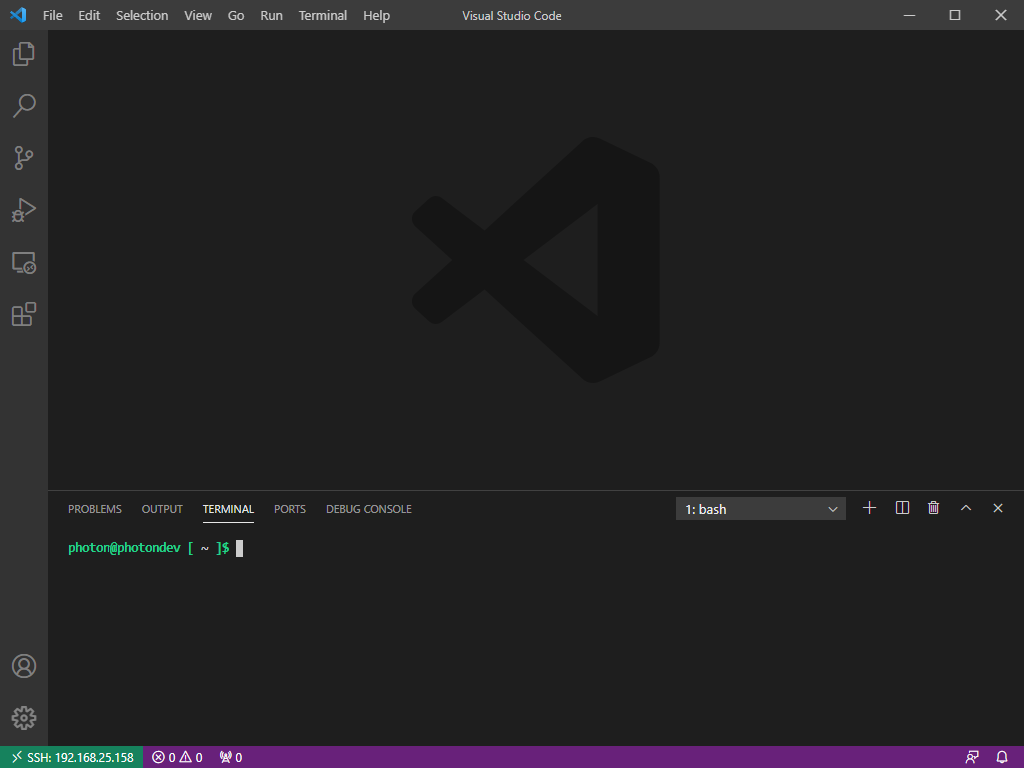 File Edit Selection View Go Run Terminal Help Visual Studio Code
PROBLEMS OUTPUT TERMINAL PORTS DEBUG CONSOLE 1: bash
photon@photondev [ ~ ]$
SSH: 192.168.25.158 0 0 0